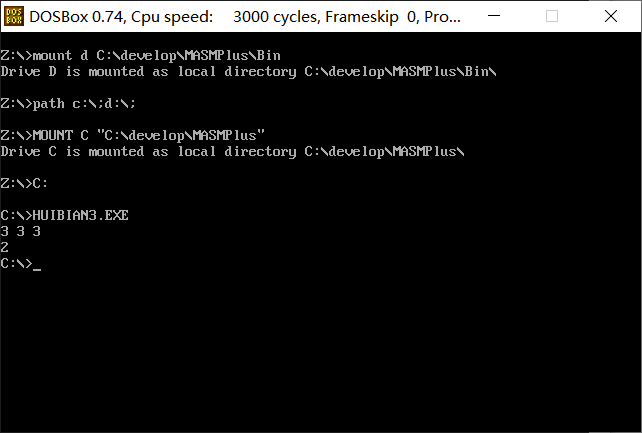 DOS BOX DOSBox 0.74, Cpu speed: 3000 cycles, Frameskip 0, Pro...
Z:\>mount d C:\develop\MASMPlus\Bin
Drive D is mounted as local directory C:\develop\MASMPlus\Bin\
Z:\>path c:\;d:\;
Z:\>MOUNT C "C:\develop\MASMPlus"
Drive C is mounted as local directory C:\develop\MASMPlus\
Z:\>C:
C:\>HUIBIAN3.EXE
3 3 3
2
C:\>_